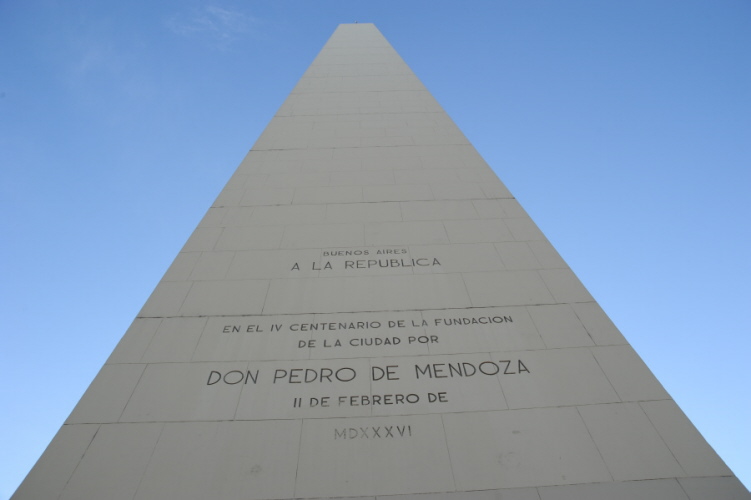 BUENOS AIRES
A LA REPUBLICA
EN EL IV CENTENARIO DE LA FUNDACION
DE LA CIUDAD POR
DON PEDRO DE MENDOZA
II DE FEBRERO DE
MDXXXVI